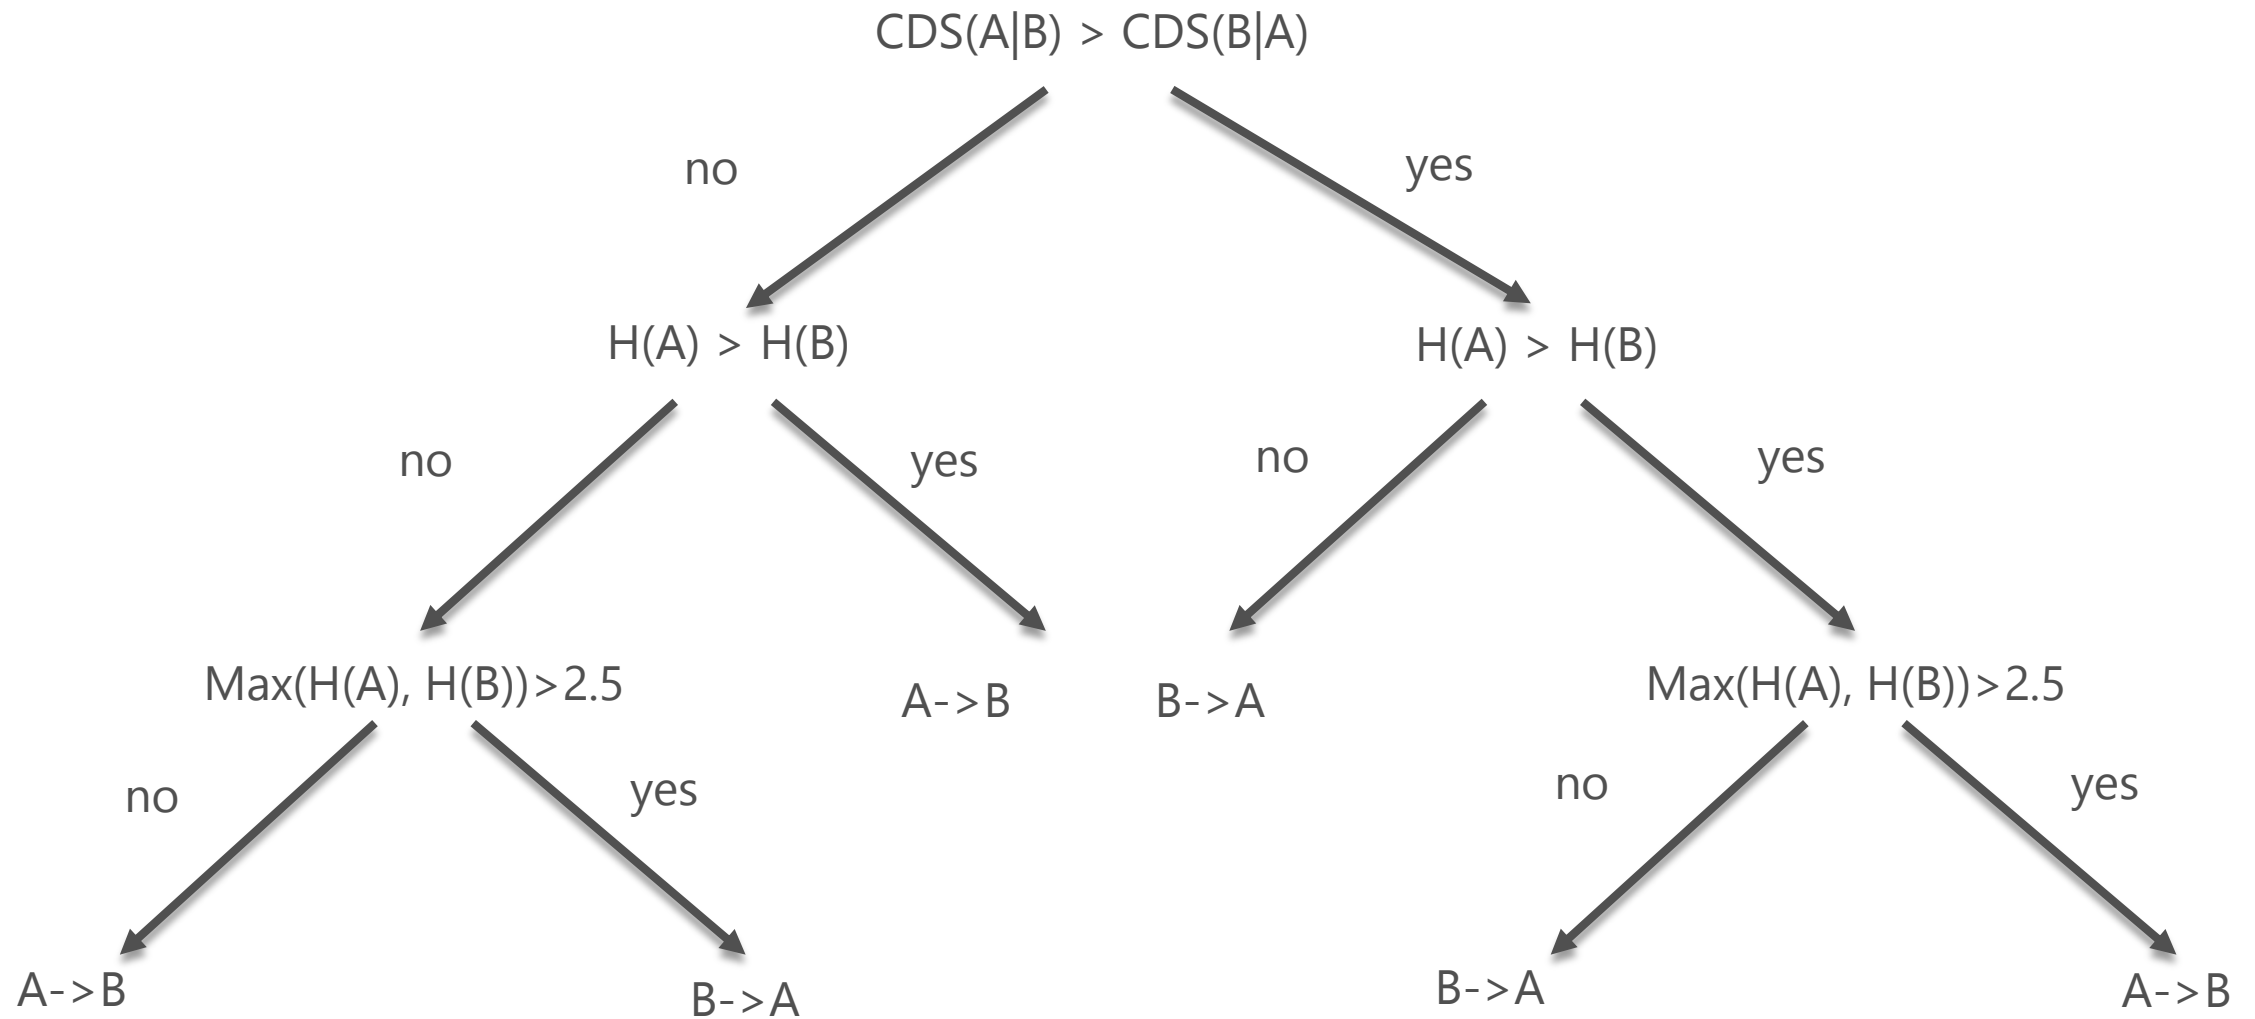 CDS(A|B) > CDS(B|A)
no
yes
H(A) > H(B)
H(A) > H(B)
no
yes
no
yes
Max(H(A), H(B))>2.5
A->B
B->A
Max(H(A), H(B))>2.5
no
yes
no
yes
A->B
B->A
B->A
A->B